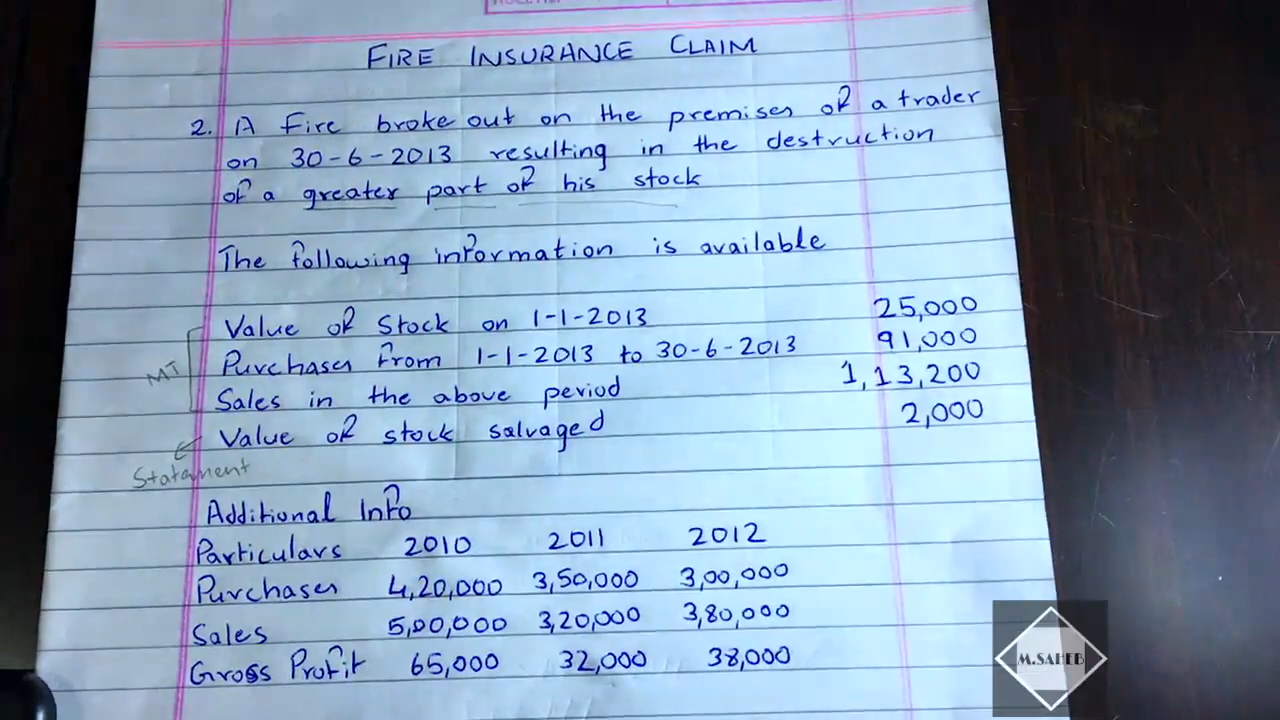 FIRE INSURANCE CLAIM
2. A fire broke out on the premises of a trader
on 30-6-2013 resulting in the destruction
of a greater part of his stock
The following information is available
Value of Stock on 1-1-2013 25,000
Purchases from 1-1-2013 to 30-6-2013 91,000
MT
Sales in the above period 1,13,200
Value of stock salvaged 2,000
Statament
Additional Info
Particulars 2010 2011 2012
Purchases 4,20,000 3,50,000 3,00,000
Sales 5,00,000 3,20,000 3,80,000
Gross Profit 65,000 32,000 38,000
M.SAHEB